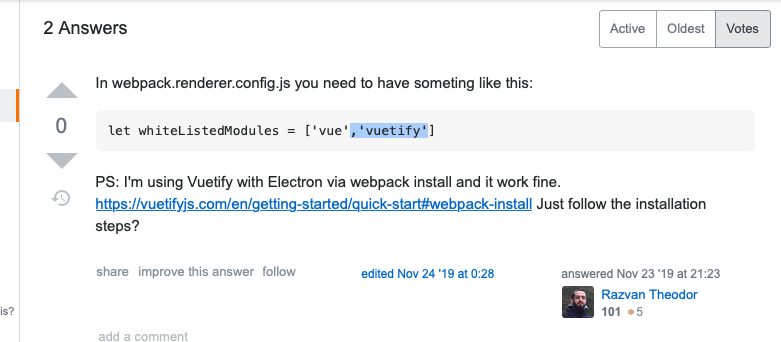 2 Answers
Active Oldest Votes
In webpack.renderer.config.js you need to have someting like this:
0
let whiteListedModules = ['vue','vuetify']
PS: I'm using Vuetify with Electron via webpack install and it work fine.
https://vuetifyjs.com/en/getting-started/quick-start#webpack-install Just follow the installation
steps?
share improve this answer follow
edited Nov 24 '19 at 0:28
answered Nov 23 '19 at 21:23
Razvan Theodor
101 5
is?
add a comment